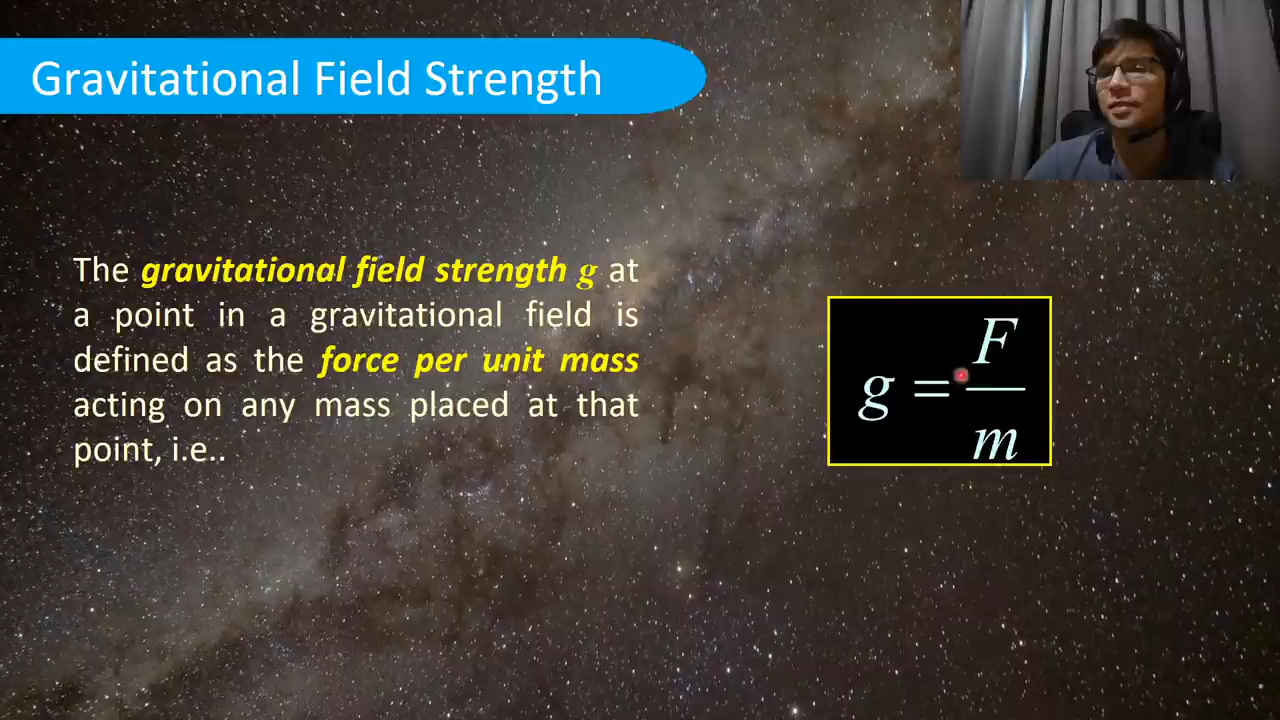 Gravitational Field Strength
The gravitational field strength g at
a point in a gravitational field is
defined as the force per unit mass
acting on any mass placed at that
point, i.e..
g = F/m